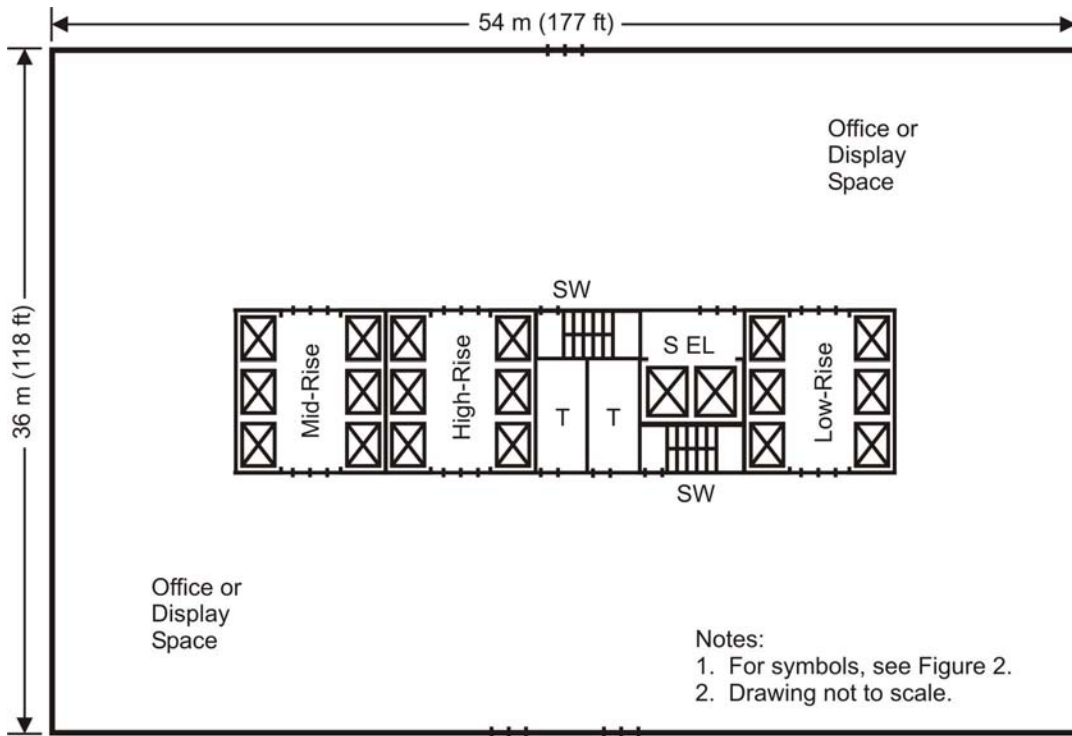 54 m (177 ft)
36 m (118 ft)
Office or
Display
Space
SW
Mid-Rise
High-Rise
T
T
S EL
Low-Rise
SW
Office or
Display
Space
Notes:
1. For symbols, see Figure 2.
2. Drawing not to scale.